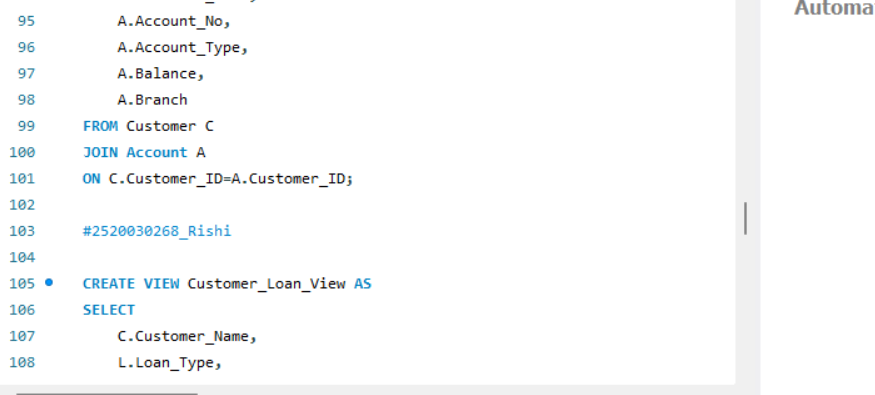 95 A.Account_No,
96 A.Account_Type,
97 A.Balance,
98 A.Branch
99 FROM Customer C
100 JOIN Account A
101 ON C.Customer_ID=A.Customer_ID;
102
103 #2520030268_Rishi
104
105 CREATE VIEW Customer_Loan_View AS
106 SELECT
107 C.Customer_Name,
108 L.Loan_Type,
Automa